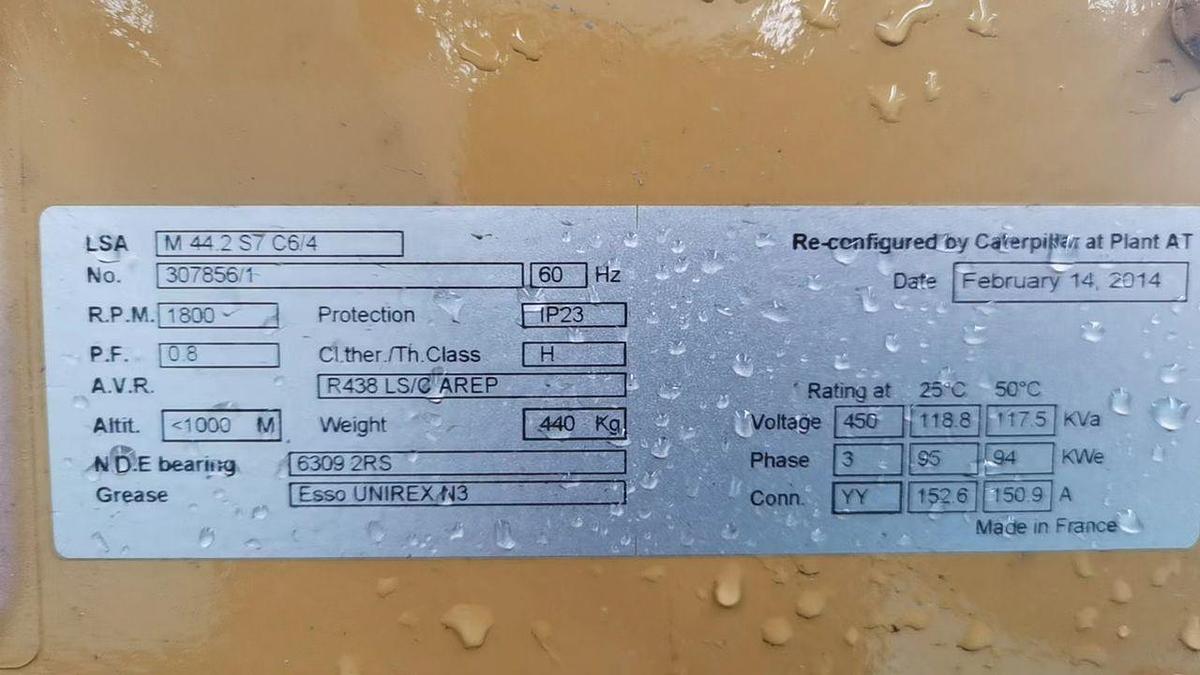 LSA M 44.2 S7 C6/4
No. 307856/1 60 Hz
R.P.M. 1800 Protection IP23
P.F. 0.8 Cl.ther./Th.Class H
A.V.R. R438 LS/C AREP
Altit. <1000 M Weight 440 Kg
N.D.E bearing 6309 2RS
Grease Esso UNIREX N3
Re-configured by Caterpillar at Plant AT
Date February 14, 2014
Rating at 25°C 50°C
Voltage 450 118.8 117.5 KVa
Phase 3 95 94 KWe
Conn. YY 152.6 150.9 A
Made in France